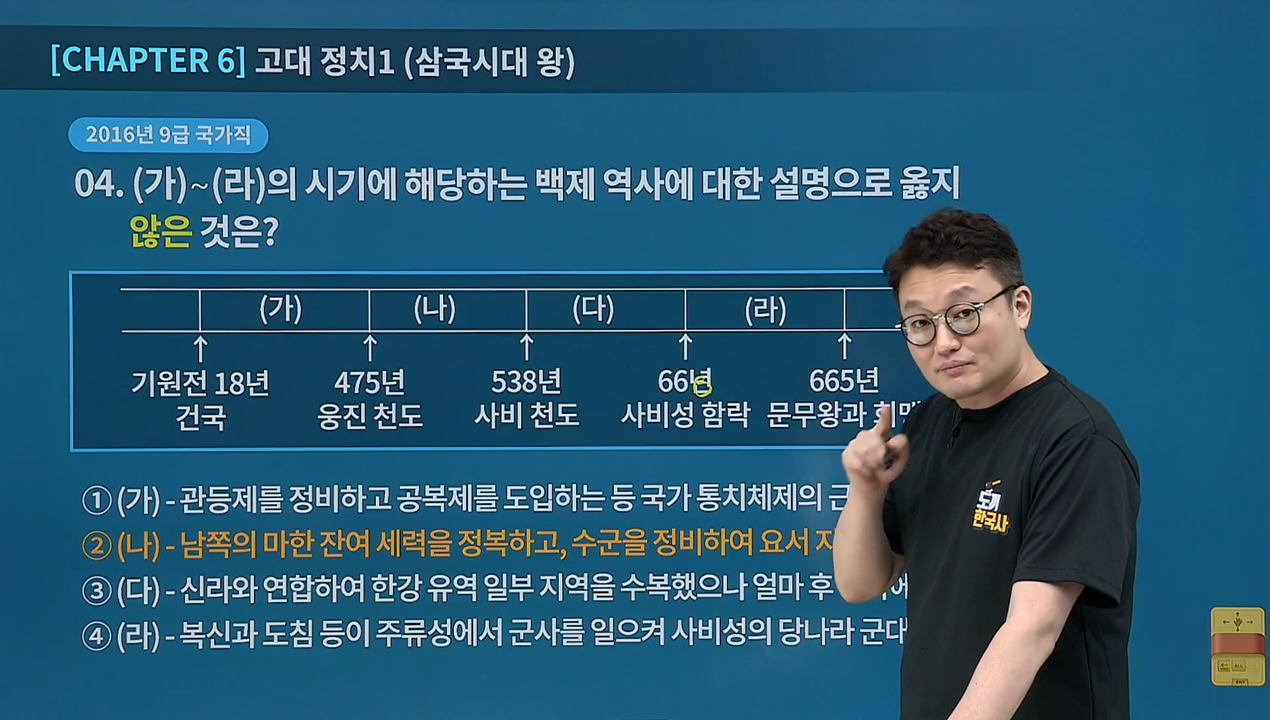 [CHAPTER 6] 고대 정치1 (삼국시대 왕)
2016년 9급 국가직
04. (가)~(라)의 시기에 해당하는 백제 역사에 대한 설명으로 옳지
않은 것은?
(가) (나) (다) (라)
기원전 18년 475년 538년 66년 665년
건국 웅진 천도 사비 천도 사비성 함락 문무왕과
① (가) - 관등제를 정비하고 공복제를 도입하는 등 국가 통치체제의
② (나) - 남쪽의 마한 잔여 세력을 정복하고, 수군을 정비하여 요서
③ (다) - 신라와 연합하여 한강 유역 일부 지역을 수복했으나 얼마 후
④ (라) - 복신과 도침 등이 주류성에서 군사를 일으켜 사비성의 당나라
한국사